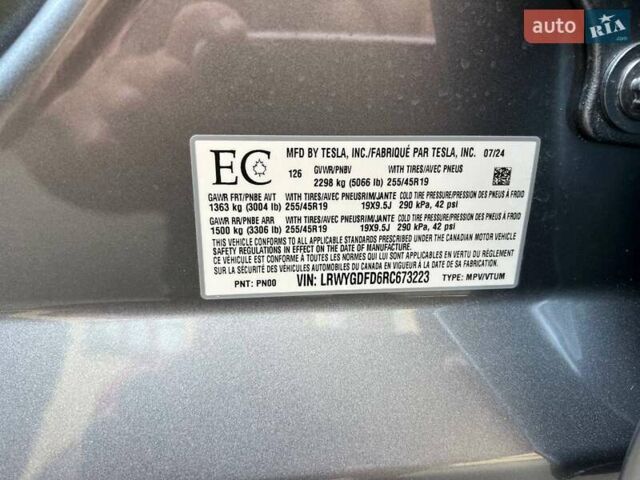 auto RIA
.com
EC
MFD BY TESLA, INC./FABRIQUÉ PAR TESLA, INC. 07/24
126 GVWR/PNBV WITH TIRES/AVEC PNEUS
2298 kg (5066 lb) 255/45R19
GAWR FRT/PNBE AVT WITH TIRES/AVEC PNEUS RIM/JANTE COLD TIRE PRESSURE/PRESSION DES PNEUS À FROID
1363 kg (3004 lb) 255/45R19 19X9.5J 290 kPa, 42 psi
GAWR RR/PNBE ARR WITH TIRES/AVEC PNEUS RIM/JANTE COLD TIRE PRESSURE/PRESSION DES PNEUS À FROID
1500 kg (3306 lb) 255/45R19 19X9.5J 290 kPa, 42 psi
THIS VEHICLE CONFORMS TO ALL APPLICABLE STANDARDS PRESCRIBED UNDER THE CANADIAN MOTOR VEHICLE
SAFETY REGULATIONS IN EFFECT ON THE DATE OF MANUFACTURE.
CE VÉHICULE EST CONFORME À TOUTES LES NORMES QUI LUI SONT APPLICABLES EN VERTU DU RÈGLEMENT
SUR LA SÉCURITÉ DES VÉHICULES AUTOMOBILES DU CANADA EN VIGUEUR À LA DATE DE SA FABRICATION.
PNT: PN00 VIN: LRWYGDFD6RC673223 TYPE: MPV/VTUM